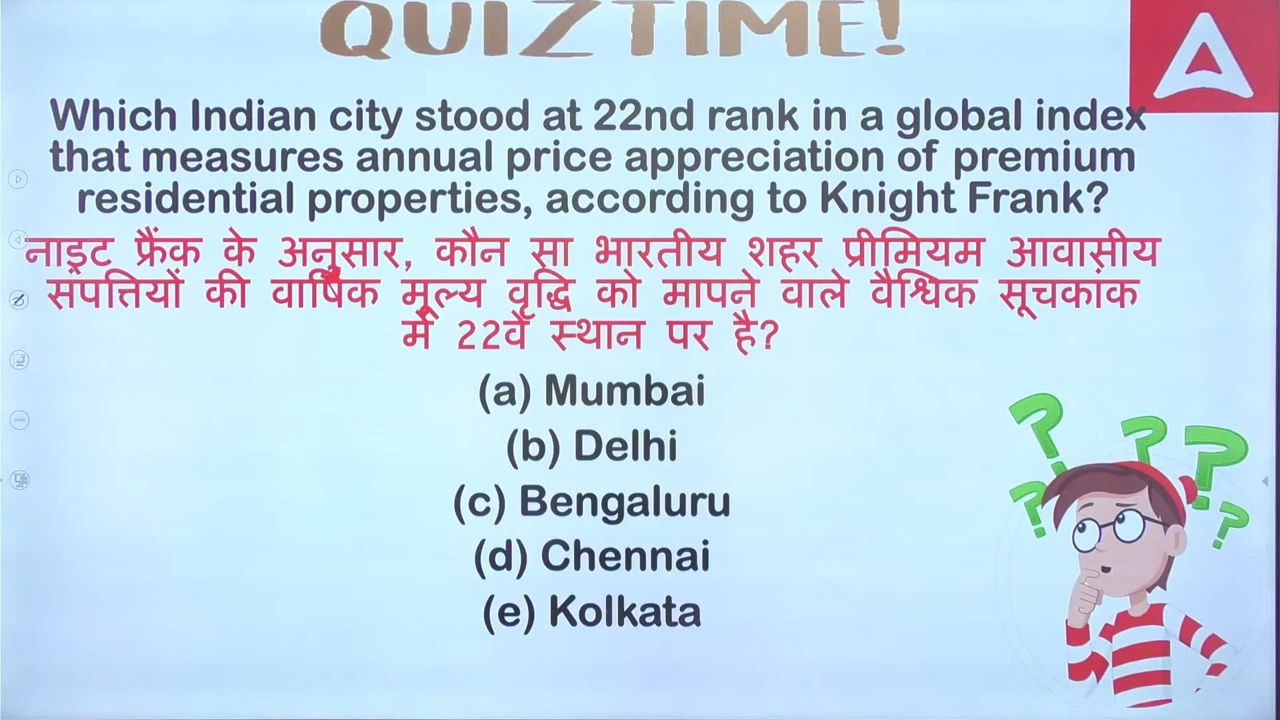 QUIZTIME!
Which Indian city stood at 22nd rank in a global index
that measures annual price appreciation of premium
residential properties, according to Knight Frank?
नाइट फ्रैंक के अनुसार, कौन सा भारतीय शहर प्रीमियम आवासीय
संपत्तियों की वार्षिक मूल्य वृद्धि को मापने वाले वैश्विक सूचकांक
में 22वें स्थान पर है?
(a) Mumbai
(b) Delhi
(c) Bengaluru
(d) Chennai
(e) Kolkata